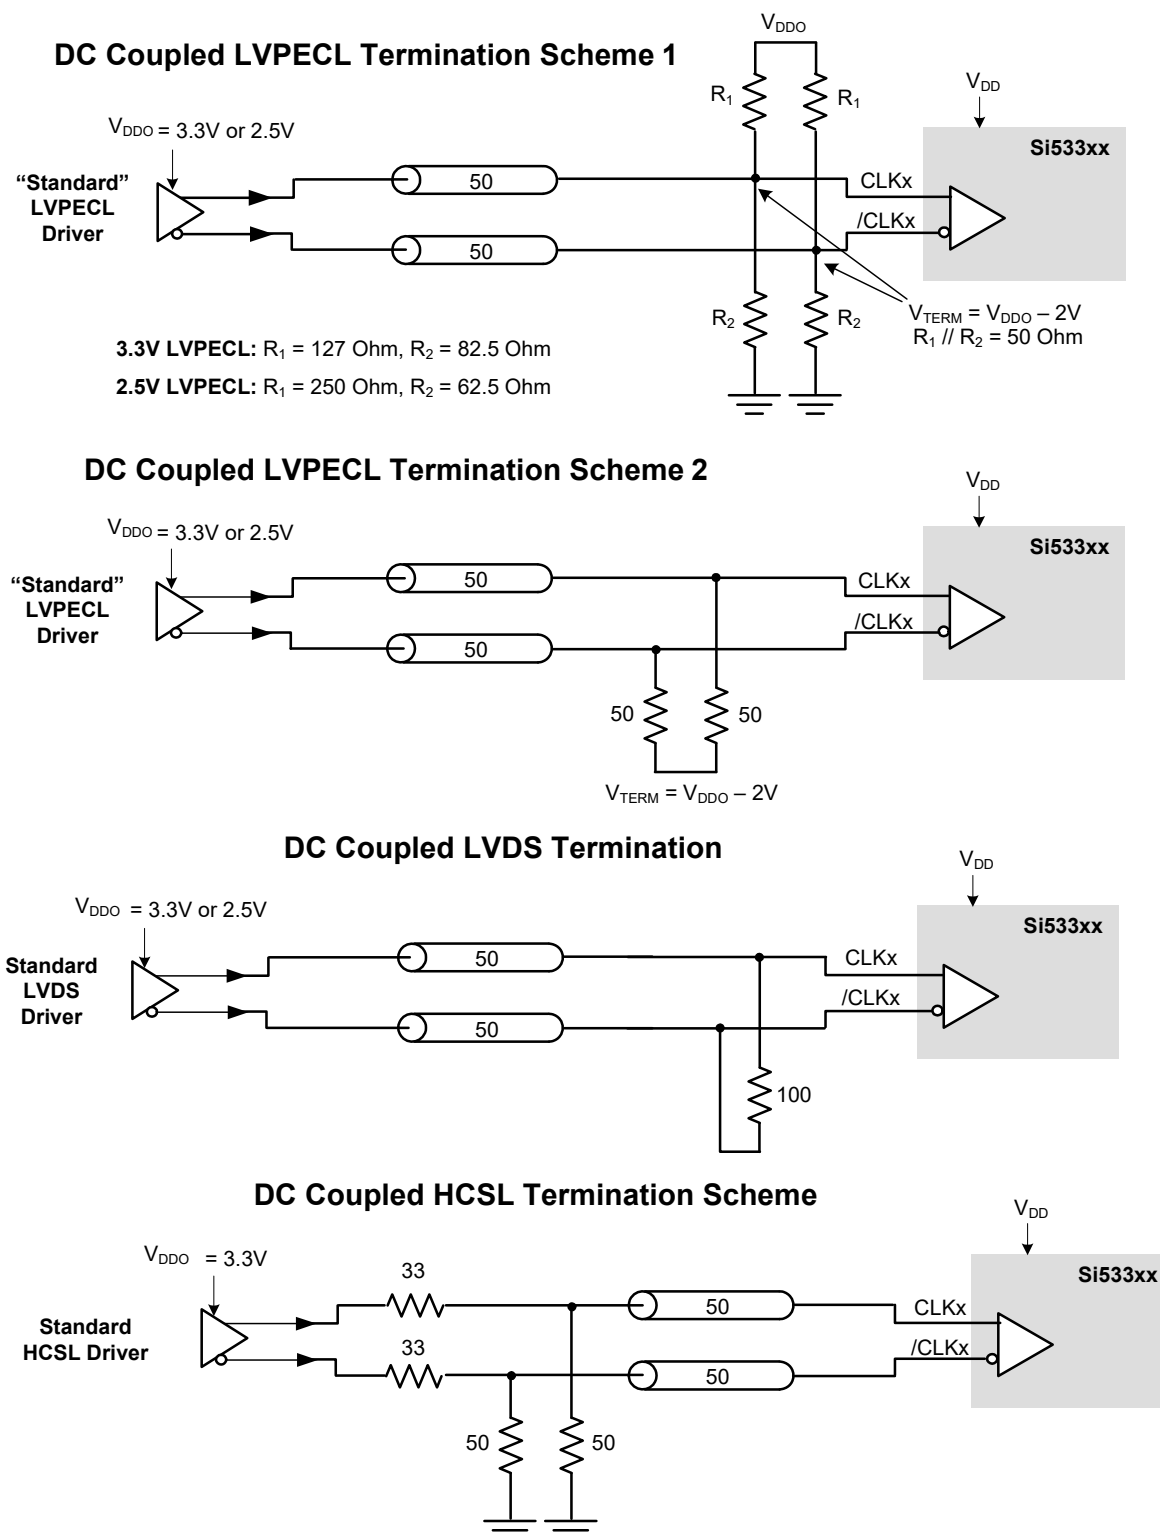 DC Coupled LVPECL Termination Scheme 1
VDDO
R1
R1
VDD
VDDO = 3.3V or 2.5V
Si533xx
“Standard”
LVPECL
Driver
50
CLKx
50
/CLKx
R2
R2
VTERM = VDDO – 2V
R1 // R2 = 50 Ohm
3.3V LVPECL: R1 = 127 Ohm, R2 = 82.5 Ohm
2.5V LVPECL: R1 = 250 Ohm, R2 = 62.5 Ohm
DC Coupled LVPECL Termination Scheme 2
VDD
VDDO = 3.3V or 2.5V
Si533xx
“Standard”
LVPECL
Driver
50
CLKx
50
/CLKx
50
50
VTERM = VDDO – 2V
DC Coupled LVDS Termination
VDD
VDDO = 3.3V or 2.5V
Si533xx
Standard
LVDS
Driver
50
CLKx
50
/CLKx
100
DC Coupled HCSL Termination Scheme
VDD
VDDO = 3.3V
Si533xx
Standard
HCSL Driver
33
50
CLKx
33
50
/CLKx
50
50